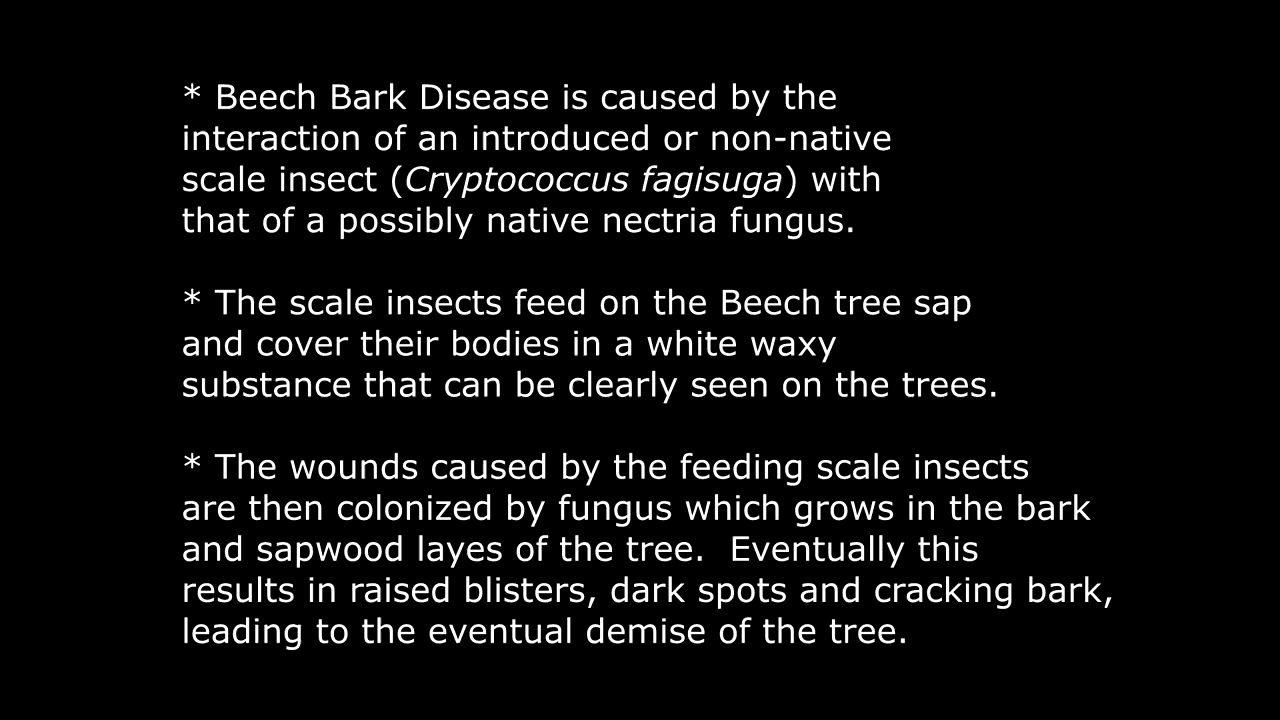 * Beech Bark Disease is caused by the
interaction of an introduced or non-native
scale insect (Cryptococcus fagisuga) with
that of a possibly native nectria fungus.
* The scale insects feed on the Beech tree sap
and cover their bodies in a white waxy
substance that can be clearly seen on the trees.
* The wounds caused by the feeding scale insects
are then colonized by fungus which grows in the bark
and sapwood layes of the tree.  Eventually this
results in raised blisters, dark spots and cracking bark,
leading to the eventual demise of the tree.